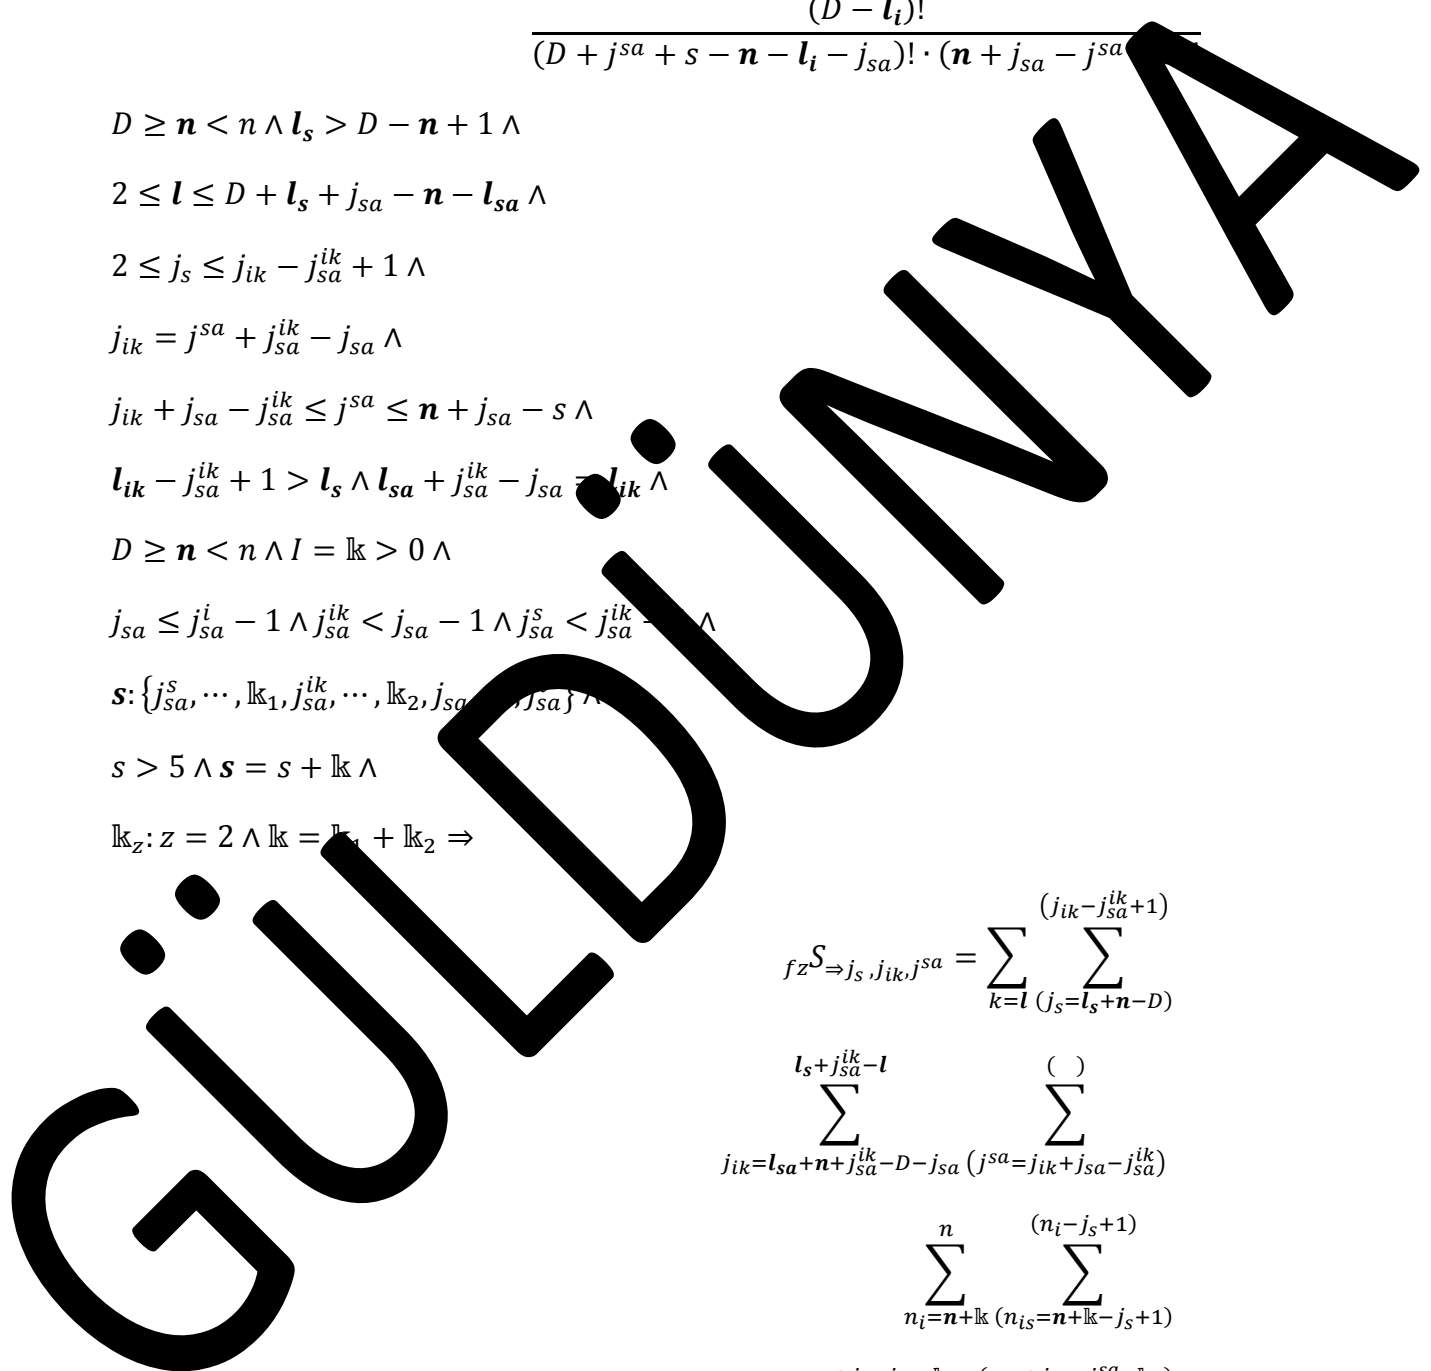 (D − l_i)!
(D + j^{sa} + s − n − l_i − j_{sa})! · (n + j_{sa} − j^{sa}
D ≥ n < n ∧ l_s > D − n + 1 ∧
2 ≤ l ≤ D + l_s + j_{sa} − n − l_{sa} ∧
2 ≤ j_s ≤ j_{ik} − j_{sa}^{ik} + 1 ∧
j_{ik} = j^{sa} + j_{sa}^{ik} − j_{sa} ∧
j_{ik} + j_{sa} − j_{sa}^{ik} ≤ j^{sa} ≤ n + j_{sa} − s ∧
l_{ik} − j_{sa}^{ik} + 1 > l_s ∧ l_{sa} + j_{sa}^{ik} − j_{sa} = l_{ik} ∧
D ≥ n < n ∧ I = 𝕜 > 0 ∧
j_{sa} ≤ j_{sa}^{i} − 1 ∧ j_{sa}^{ik} < j_{sa} − 1 ∧ j_{sa}^{s} < j_{sa}^{ik} − ∧
s: {j_{sa}^{s}, ⋯, 𝕜_1, j_{sa}^{ik}, ⋯, 𝕜_2, j_{sa}, j_{sa}} ∧
s > 5 ∧ s = s + 𝕜 ∧
𝕜_z: z = 2 ∧ 𝕜 = 𝕜_1 + 𝕜_2 ⇒
(j_{ik}−j_{sa}^{ik}+1)
_{fz}S_{⇒j_s,j_{ik},j^{sa}} = ∑ ∑
k=l (j_s=l_s+n−D)
l_s+j_{sa}^{ik}−l ( )
∑ ∑
j_{ik}=l_{sa}+n+j_{sa}^{ik}−D−j_{sa} (j^{sa}=j_{ik}+j_{sa}−j_{sa}^{ik})
n (n_i−j_s+1)
∑ ∑
n_i=n+𝕜 (n_{is}=n+𝕜−j_s+1)
GÜLDÜNYA